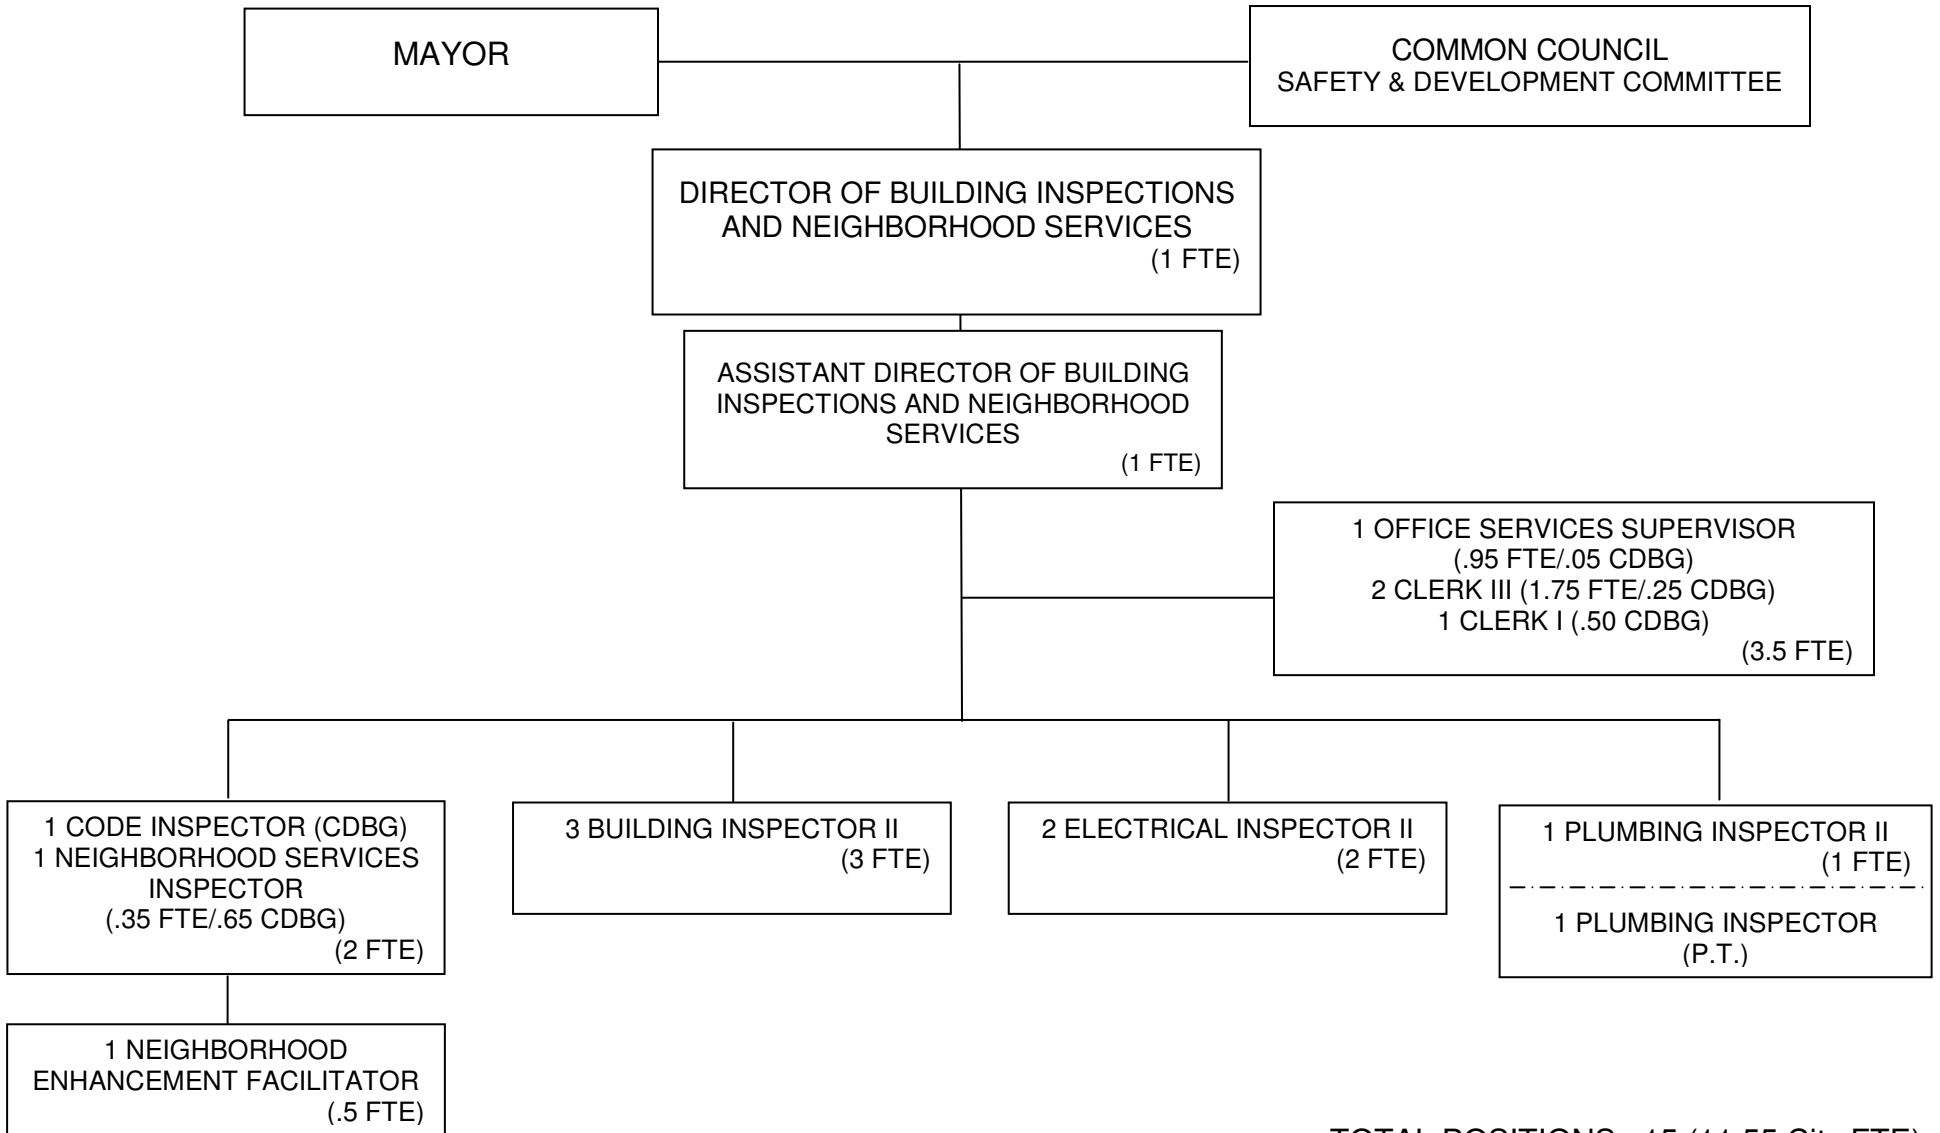 MAYOR
COMMON COUNCIL
SAFETY & DEVELOPMENT COMMITTEE
DIRECTOR OF BUILDING INSPECTIONS
AND NEIGHBORHOOD SERVICES
(1 FTE)
ASSISTANT DIRECTOR OF BUILDING
INSPECTIONS AND NEIGHBORHOOD
SERVICES
(1 FTE)
1 OFFICE SERVICES SUPERVISOR
(.95 FTE/.05 CDBG)
2 CLERK III (1.75 FTE/.25 CDBG)
1 CLERK I (.50 CDBG)
(3.5 FTE)
1 CODE INSPECTOR (CDBG)
1 NEIGHBORHOOD SERVICES
INSPECTOR
(.35 FTE/.65 CDBG)
(2 FTE)
3 BUILDING INSPECTOR II
(3 FTE)
2 ELECTRICAL INSPECTOR II
(2 FTE)
1 PLUMBING INSPECTOR II
(1 FTE)
1 PLUMBING INSPECTOR
(P.T.)
1 NEIGHBORHOOD
ENHANCEMENT FACILITATOR
(.5 FTE)